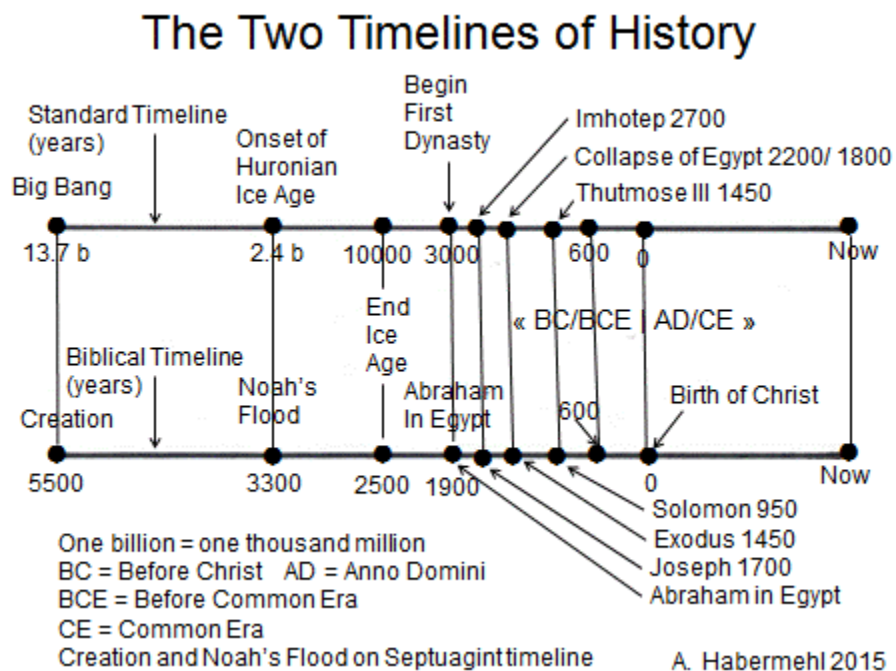 The Two Timelines of History
Standard Timeline
(years)
Big Bang
Onset of
Huronian
Ice Age
Begin
First
Dynasty
Imhotep 2700
Collapse of Egypt 2200/ 1800
Thutmose III 1450
13.7 b
2.4 b
10000
3000
600
0
Now
End
Ice
Age
« BC/BCE | AD/CE »
Biblical Timeline
(years)
Creation
Noah's
Flood
Abraham
In Egypt
600
Birth of Christ
5500
3300
2500
1900
0
Now
Solomon 950
Exodus 1450
Joseph 1700
Abraham in Egypt
One billion = one thousand million
BC = Before Christ AD = Anno Domini
BCE = Before Common Era
CE = Common Era
Creation and Noah's Flood on Septuagint timeline
A. Habermehl 2015